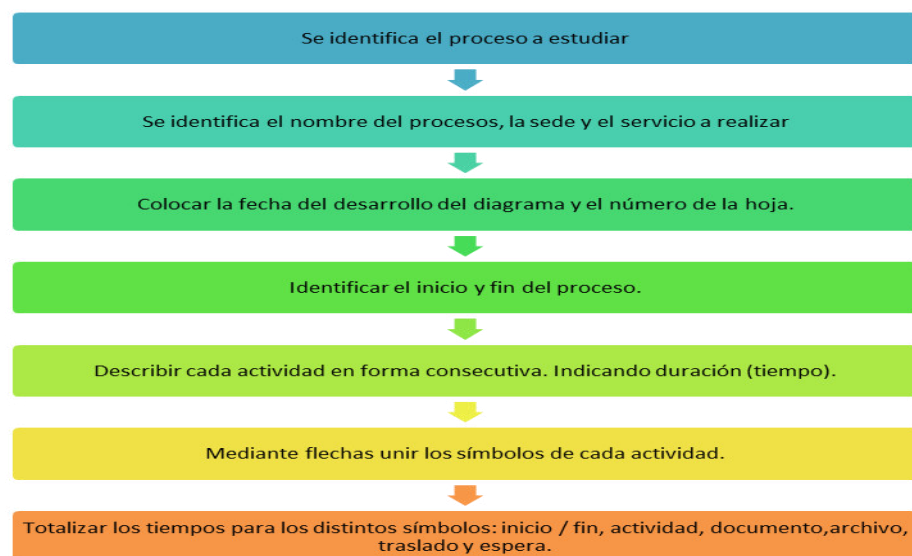 Se identifica el proceso a estudiar
Se identifica el nombre del procesos, la sede y el servicio a realizar
Colocar la fecha del desarrollo del diagrama y el número de la hoja.
Identificar el inicio y fin del proceso.
Describir cada actividad en forma consecutiva. Indicando duración (tiempo).
Mediante flechas unir los símbolos de cada actividad.
Totalizar los tiempos para los distintos símbolos: inicio / fin, actividad, documento,archivo,
traslado y espera.